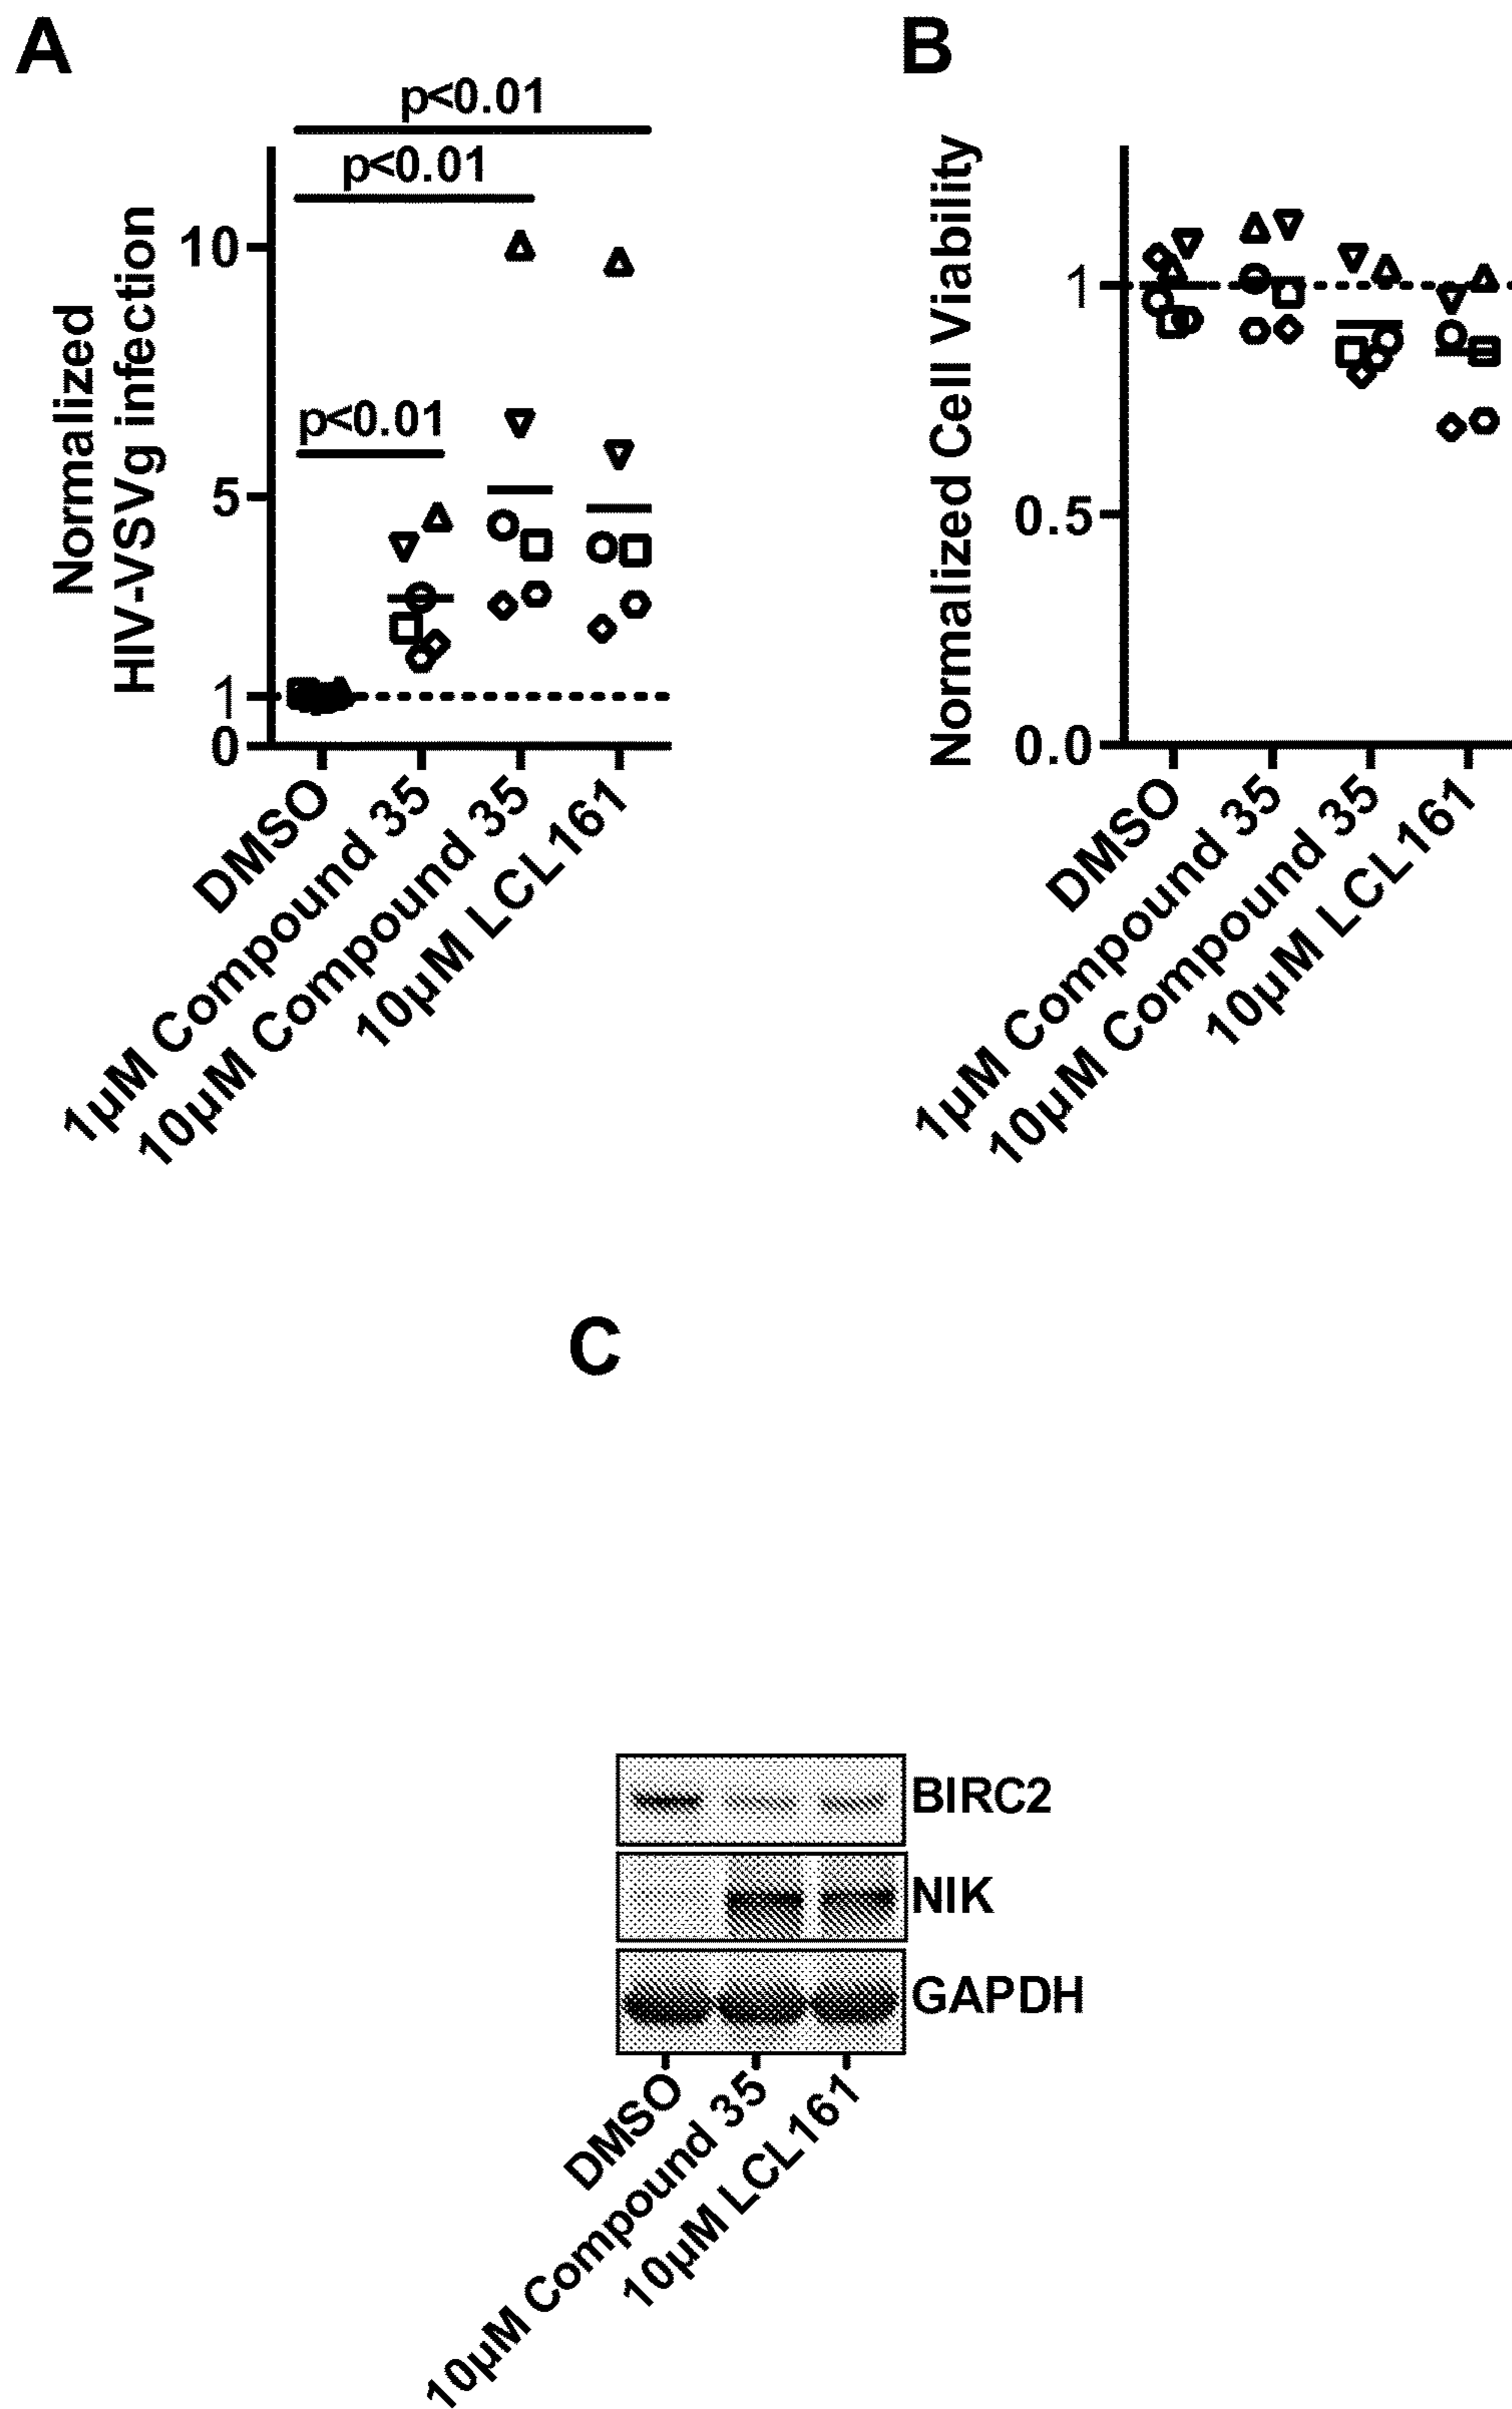 A
p<0.01
p<0.01
p<0.01
Normalized
HIV-VSVg infection
10
5
1
0
DMSO
1µM Compound 35
10µM Compound 35
10µM LCL161
B
Normalized Cell Viability
1
0.5
0.0
DMSO
1µM Compound 35
10µM Compound 35
10µM LCL161
C
BIRC2
NIK
GAPDH
DMSO
10µM Compound 35
10µM LCL161